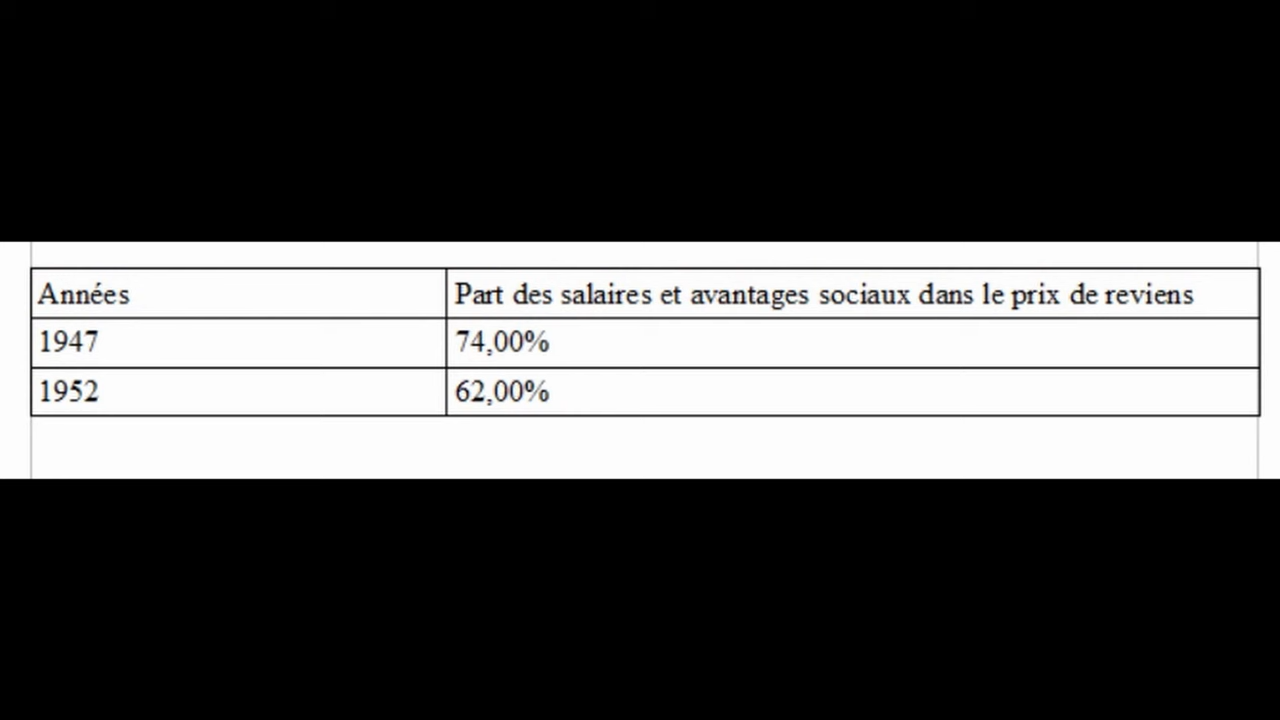 Années Part des salaires et avantages sociaux dans le prix de reviens
1947 74,00%
1952 62,00%